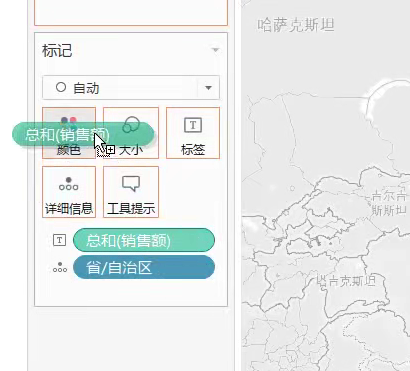 哈萨克斯坦
标记
自动
总和(销售额)
颜色
大小
标签
详细信息
工具提示
总和(销售额)
省/自治区
吉尔吉
斯斯坦
塔吉克斯坦